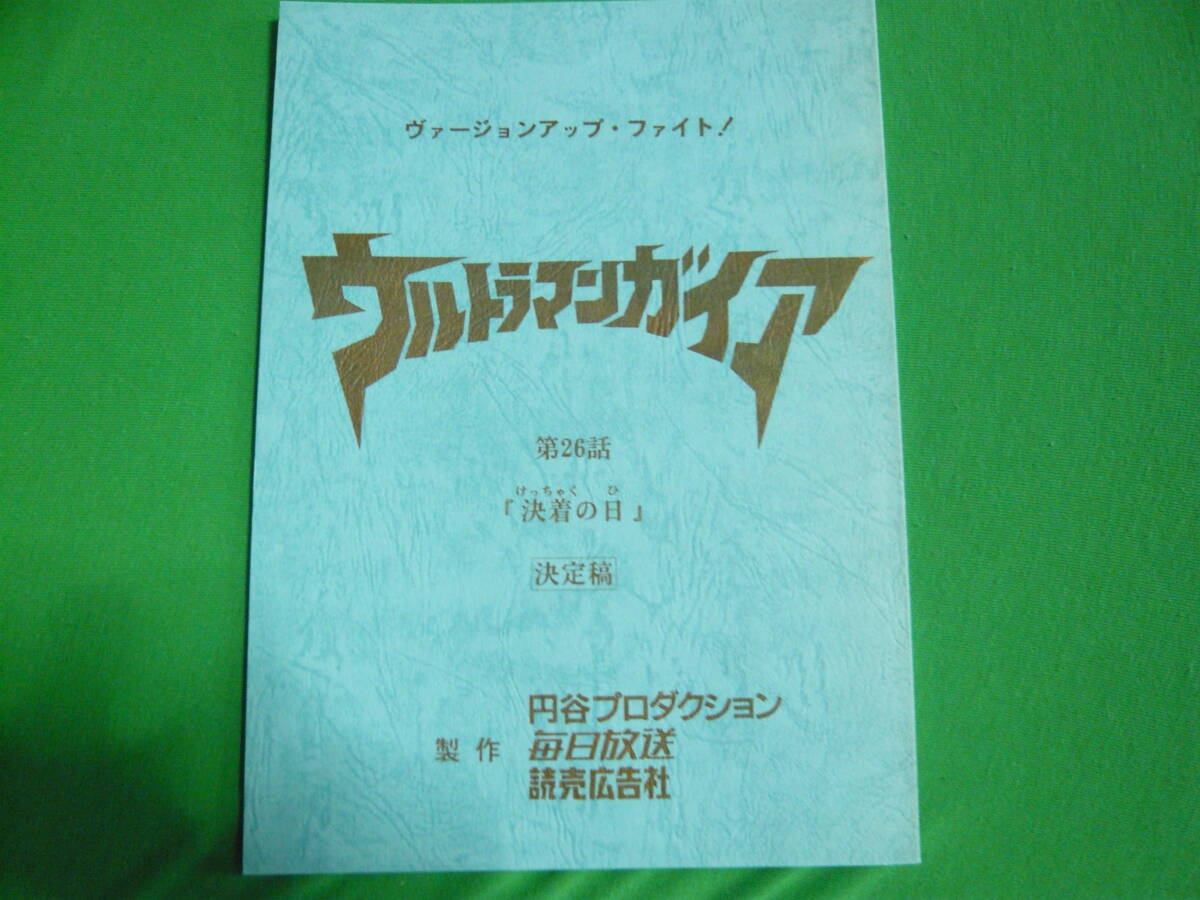 ヴァージョンアップ・ファイト！
ウルトラマンガイア
第26話
けっちゃく ひ
『決着の日』
決定稿
円谷プロダクション
製作 毎日放送
読売広告社